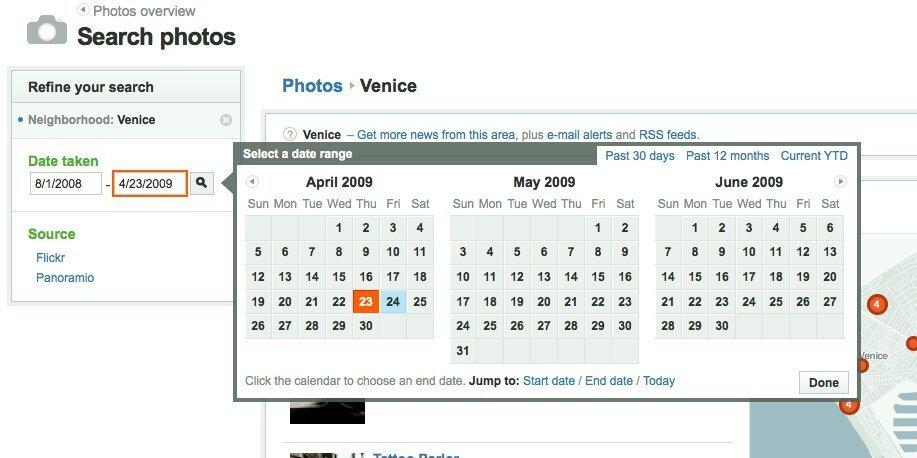 Photos overview
Search photos
Refine your search
Neighborhood: Venice
Date taken
8/1/2008 - 4/23/2009
Source
Flickr
Panoramio
Photos Venice
? Venice – Get more news from this area, plus e-mail alerts and RSS feeds.
Select a date range
Past 30 days Past 12 months Current YTD
April 2009
Sun Mon Tue Wed Thu Fri Sat
1 2 3 4
5 6 7 8 9 10 11
12 13 14 15 16 17 18
19 20 21 22 23 24 25
26 27 28 29 30
May 2009
Sun Mon Tue Wed Thu Fri Sat
1 2
3 4 5 6 7 8 9
10 11 12 13 14 15 16
17 18 19 20 21 22 23
24 25 26 27 28 29 30
31
June 2009
Sun Mon Tue Wed Thu Fri Sat
1 2 3 4 5 6
7 8 9 10 11 12 13
14 15 16 17 18 19 20
21 22 23 24 25 26 27
28 29 30
Click the calendar to choose an end date. Jump to: Start date / End date / Today
Done
4
Venice
4
Tattoo Parlor